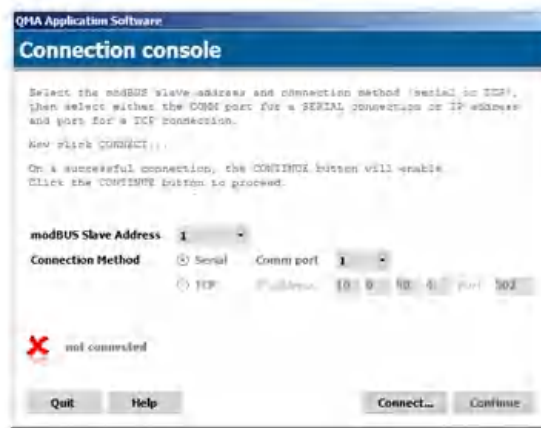 QMA Application Software
Connection console
Select the modBUS slave address and connection method (serial or TCP),
then select either the COMM port for a SERIAL connection or IP address
and port for a TCP connection.
Now click CONNECT...
On a successful connection, the CONTINUE button will enable.
Click the CONTINUE button to proceed.
modBUS Slave Address 1
Connection Method Serial Comm port 1
TCP IP address 10 0 Port 502
not connected
Quit Help Connect... Continue